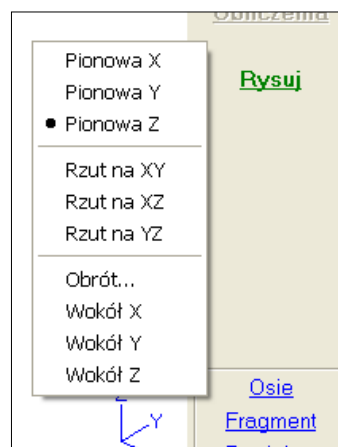 Obliczenia
Pionowa X
Pionowa Y
Pionowa Z
Rysuj
Rzut na XY
Rzut na XZ
Rzut na YZ
Obrót...
Wokół X
Wokół Y
Wokół Z
Osie
Z
Y
Fragment